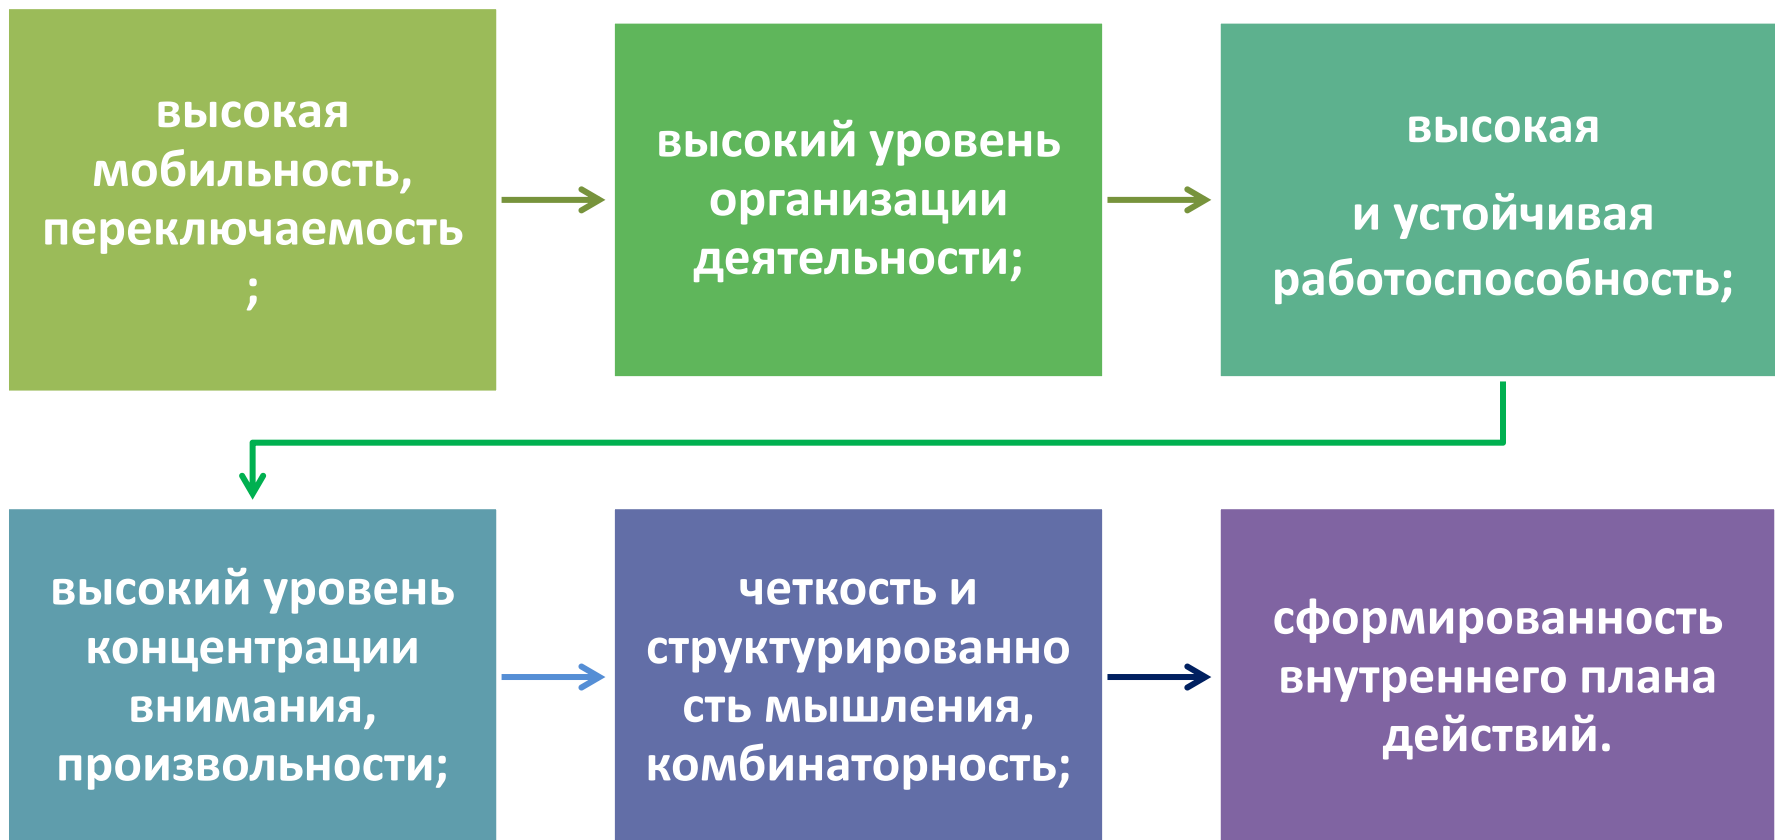 высокая
мобильность,
переключаемость
;
высокий уровень
организации
деятельности;
высокая
и устойчивая
работоспособность;
высокий уровень
концентрации
внимания,
произвольности;
четкость и
структурированно
сть мышления,
комбинаторность;
сформированность
внутреннего плана
действий.